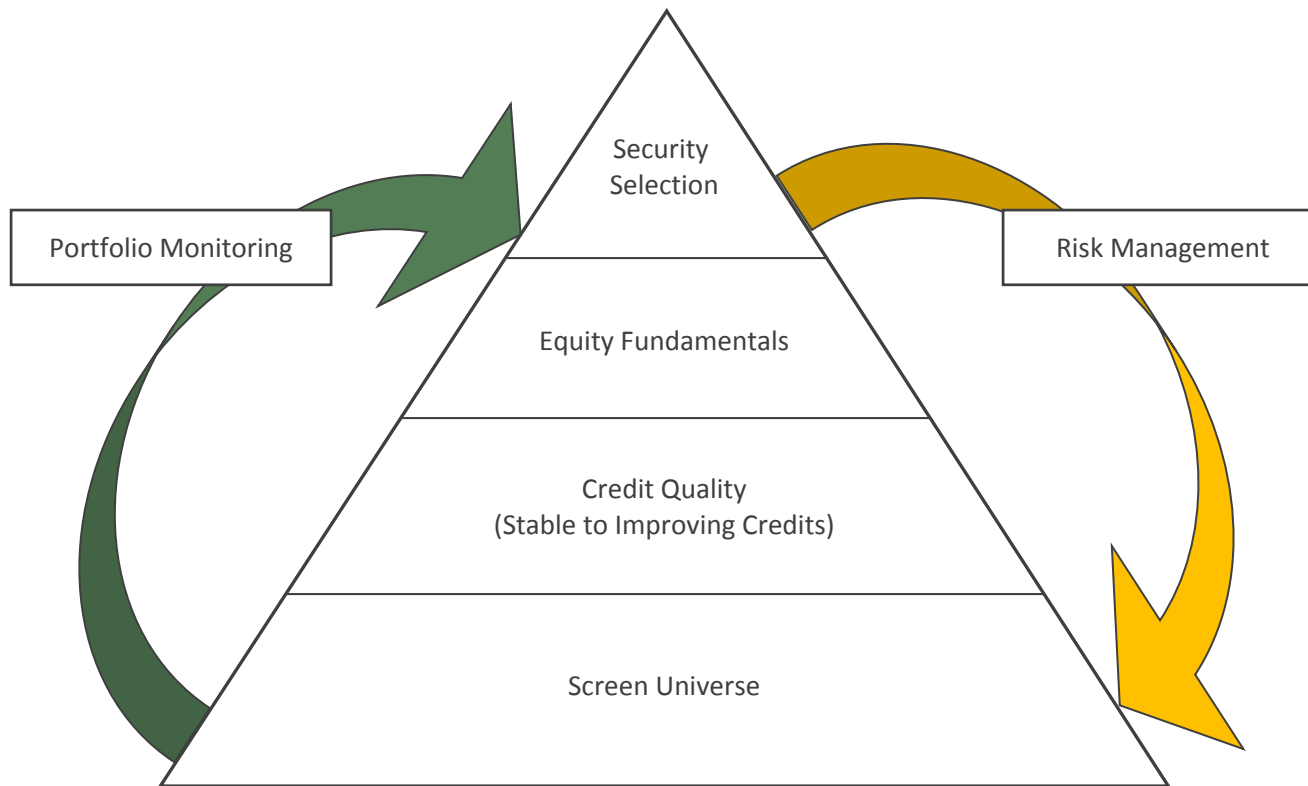 Security
Selection
Portfolio Monitoring
Risk Management
Equity Fundamentals
Credit Quality
(Stable to Improving Credits)
Screen Universe